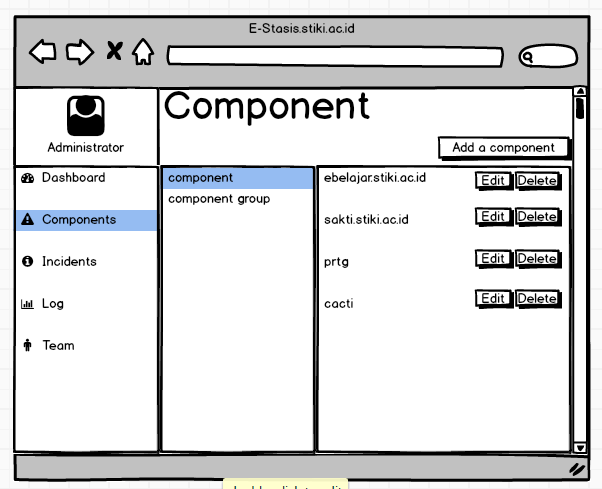 E-Stasis.stiki.ac.id
Component
Administrator
Add a component
Dashboard
Components
Incidents
Log
Team
component
component group
ebelajar.stiki.ac.id Edit Delete
sakti.stiki.ac.id Edit Delete
prtg Edit Delete
cacti Edit Delete